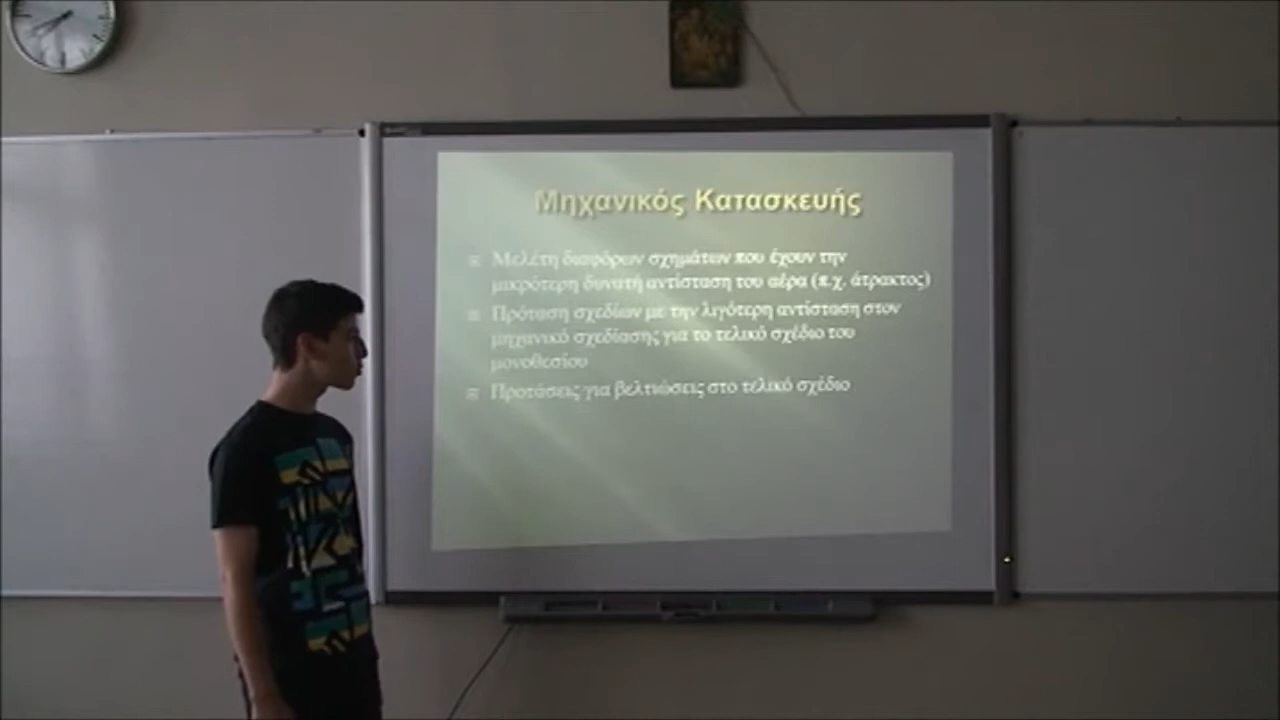 Μηχανικός Κατασκευής
Μελέτη διαφόρων σχημάτων που έχουν την
μικρότερη δυνατή αντίσταση του αέρα (π.χ. άτρακτος)
Πρόταση σχεδίων με την λιγότερη αντίσταση στον
μηχανικό σχεδίασης για το τελικό σχέδιο του
μονοθεσίου
Προτάσεις για βελτιώσεις στο τελικό σχέδιο